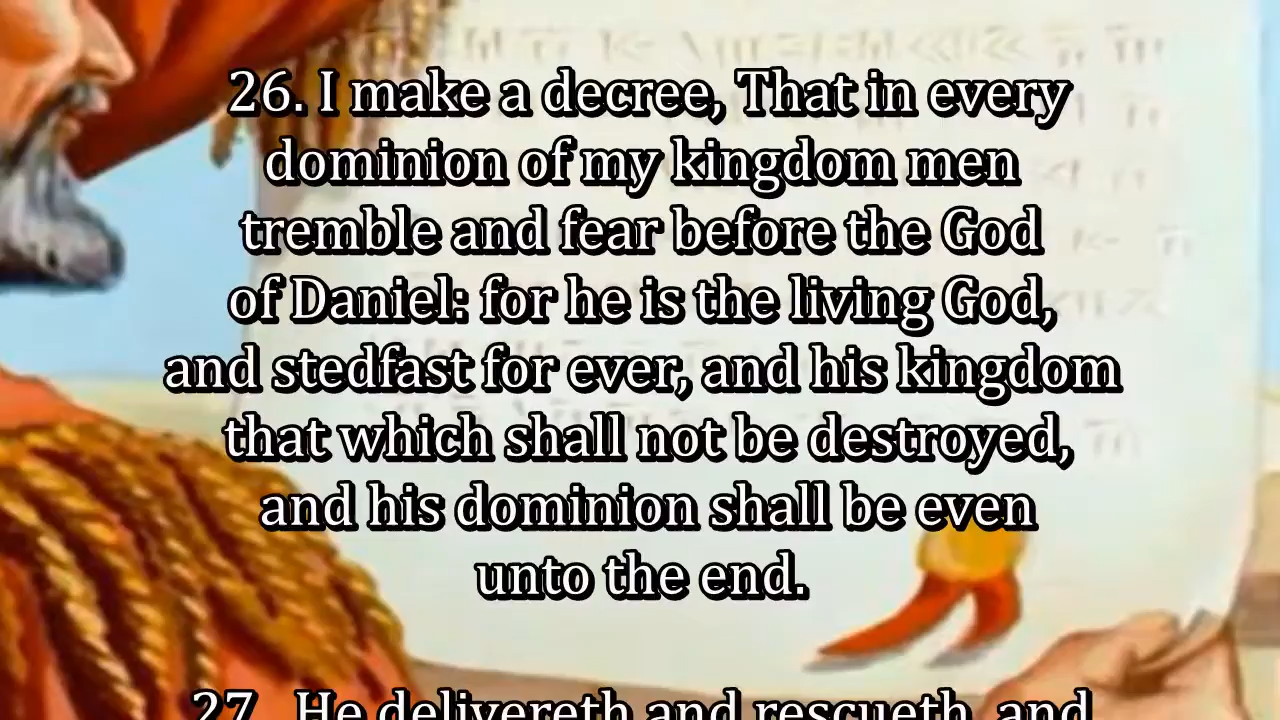 26. I make a decree, That in every
dominion of my kingdom men
tremble and fear before the God
of Daniel: for he is the living God,
and stedfast for ever, and his kingdom
that which shall not be destroyed,
and his dominion shall be even
unto the end.
27. He delivereth and rescueth, and